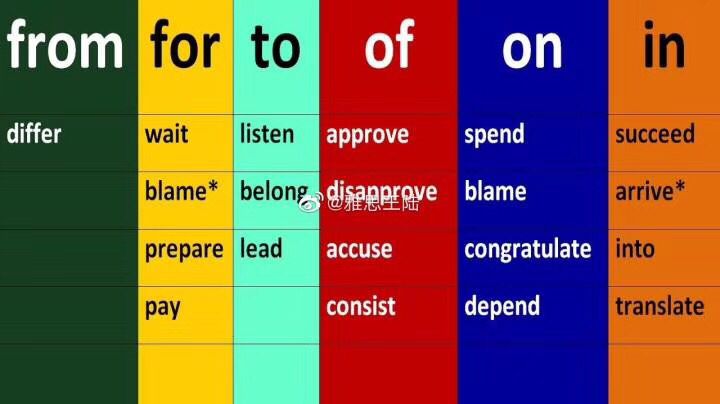 from for to of on in
differ wait listen approve spend succeed
blame* belong disapprove blame arrive*
@雅思王陆
prepare lead accuse congratulate into
pay consist depend translate